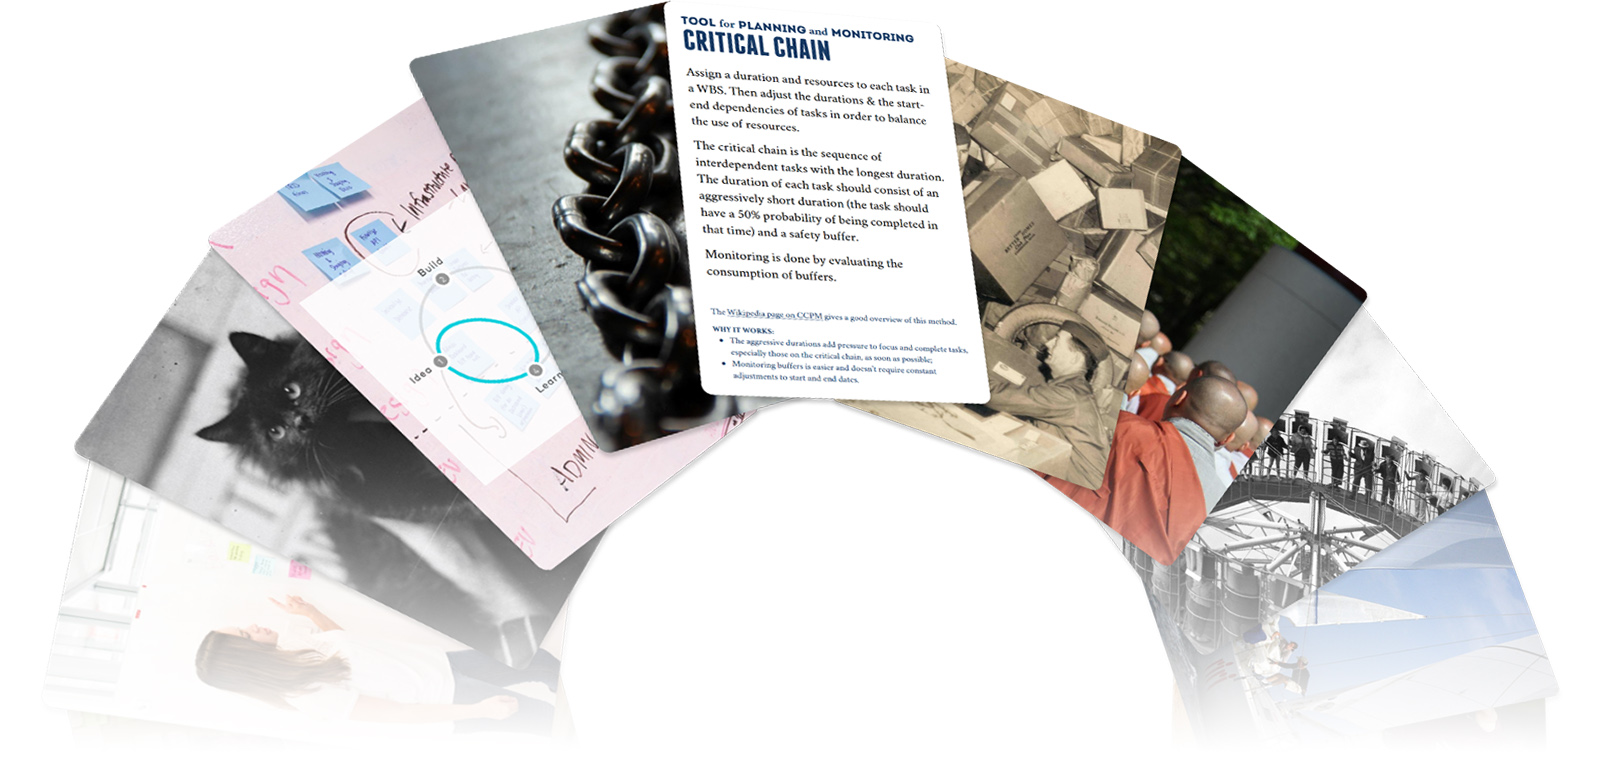 TOOL for PLANNING and MONITORING
CRITICAL CHAIN
Assign a duration and resources to each task in
a WBS. Then adjust the durations & the start-
end dependencies of tasks in order to balance
the use of resources.
The critical chain is the sequence of
interdependent tasks with the longest duration.
The duration of each task should consist of an
aggressively short duration (the task should
have a 50% probability of being completed in
that time) and a safety buffer.
Monitoring is done by evaluating the
consumption of buffers.
The Wikipedia page on CCPM gives a good overview of this method.
WHY IT WORKS:
• The aggressive durations add pressure to focus and complete tasks,
especially those on the critical chain, as soon as possible;
• Monitoring buffers is easier and doesn't require constant
adjustments to start and end dates.
Infrastructure
Build
Idea
Learn
ADMIN